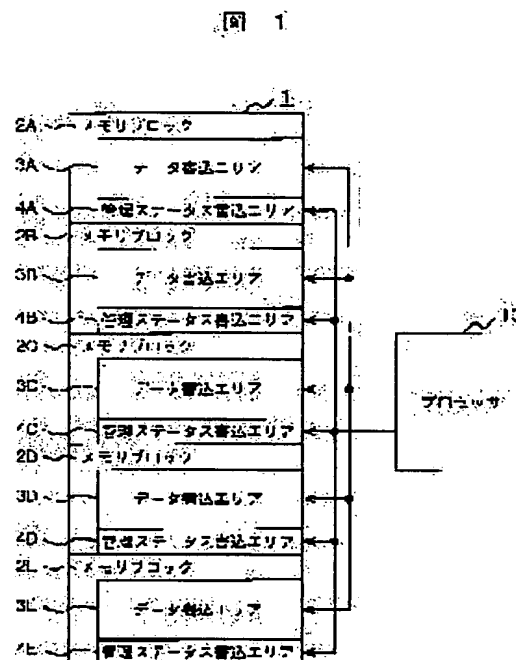 図 1
1
2A メモリブロック
3A データ書込エリア
4A 管理ステータス書込エリア
2B メモリブロック
3B データ書込エリア
4B 管理ステータス書込エリア
2C メモリブロック
3C データ書込エリア
4C 管理ステータス書込エリア
2D メモリブロック
3D データ書込エリア
4D 管理ステータス書込エリア
2E メモリブロック
3E データ書込エリア
4E 管理ステータス書込エリア
プロセッサ